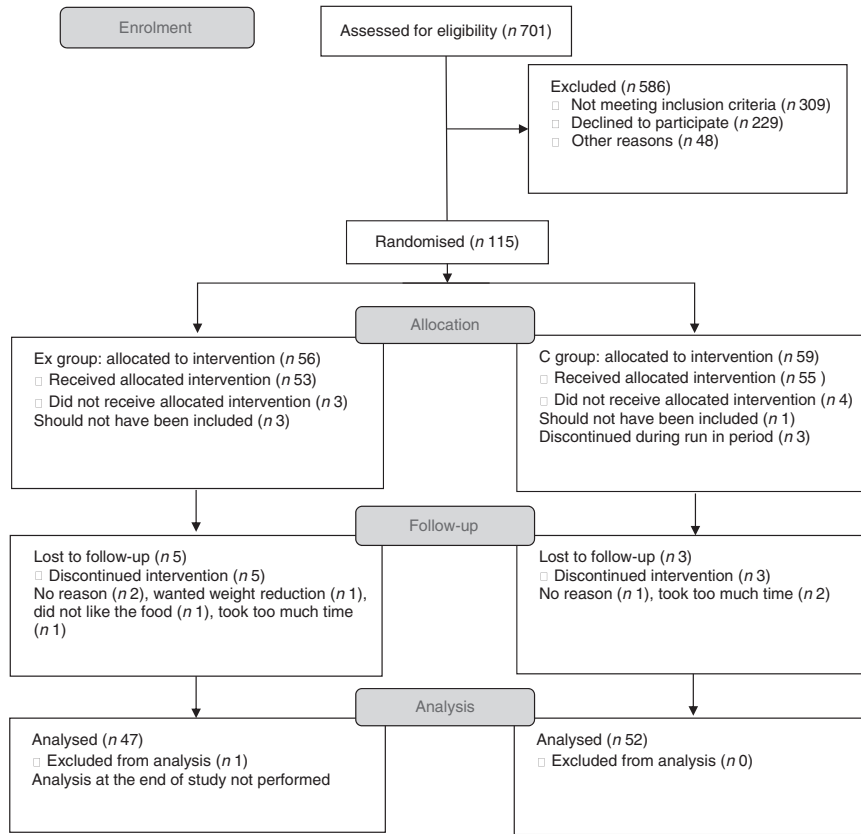 Enrolment
Assessed for eligibility (n 701)
Excluded (n 586)
□ Not meeting inclusion criteria (n 309)
□ Declined to participate (n 229)
□ Other reasons (n 48)
Randomised (n 115)
Allocation
Ex group: allocated to intervention (n 56)
□ Received allocated intervention (n 53)
□ Did not receive allocated intervention (n 3)
Should not have been included (n 3)
C group: allocated to intervention (n 59)
□ Received allocated intervention (n 55 )
□ Did not receive allocated intervention (n 4)
Should not have been included (n 1)
Discontinued during run in period (n 3)
Follow-up
Lost to follow-up (n 5)
□ Discontinued intervention (n 5)
No reason (n 2), wanted weight reduction (n 1),
did not like the food (n 1), took too much time
(n 1)
Lost to follow-up (n 3)
□ Discontinued intervention (n 3)
No reason (n 1), took too much time (n 2)
Analysis
Analysed (n 47)
□ Excluded from analysis (n 1)
Analysis at the end of study not performed
Analysed (n 52)
□ Excluded from analysis (n 0)